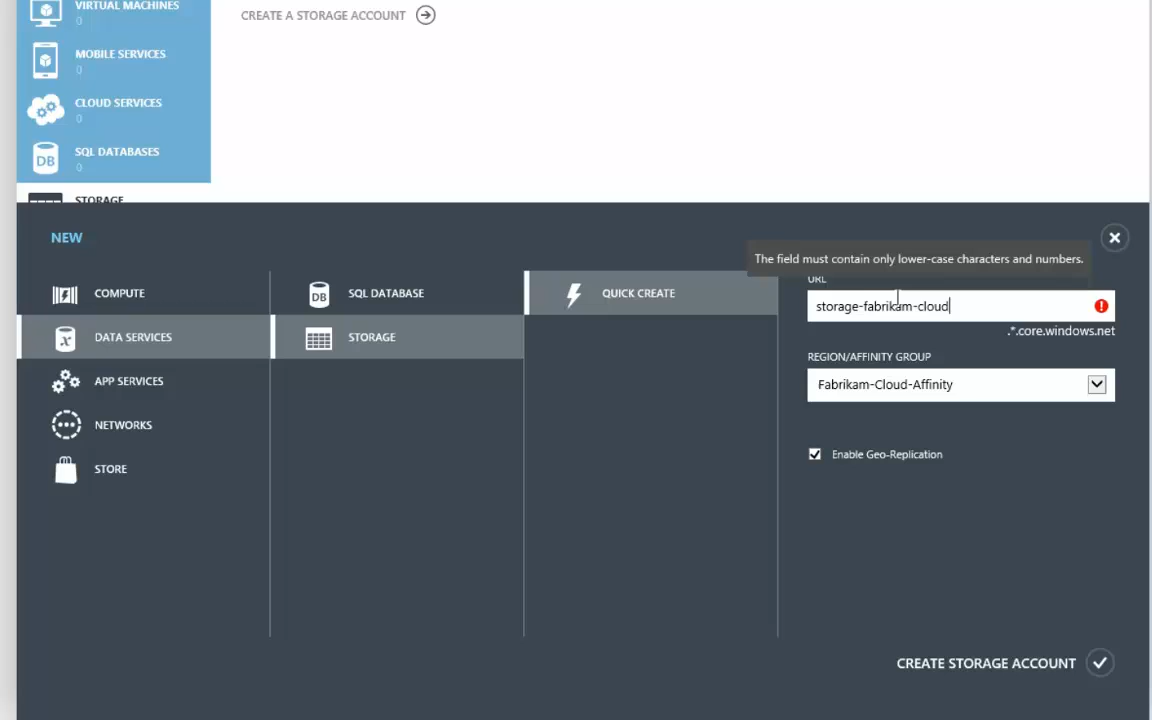 VIRTUAL MACHINES
0
CREATE A STORAGE ACCOUNT
MOBILE SERVICES
0
CLOUD SERVICES
0
DB
SQL DATABASES
0
STORAGE
NEW
The field must contain only lower-case characters and numbers.
COMPUTE
DB
SQL DATABASE
QUICK CREATE
URL
storage-fabrikam-cloud
.*.core.windows.net
x
DATA SERVICES
STORAGE
REGION/AFFINITY GROUP
Fabrikam-Cloud-Affinity
APP SERVICES
NETWORKS
Enable Geo-Replication
STORE
CREATE STORAGE ACCOUNT